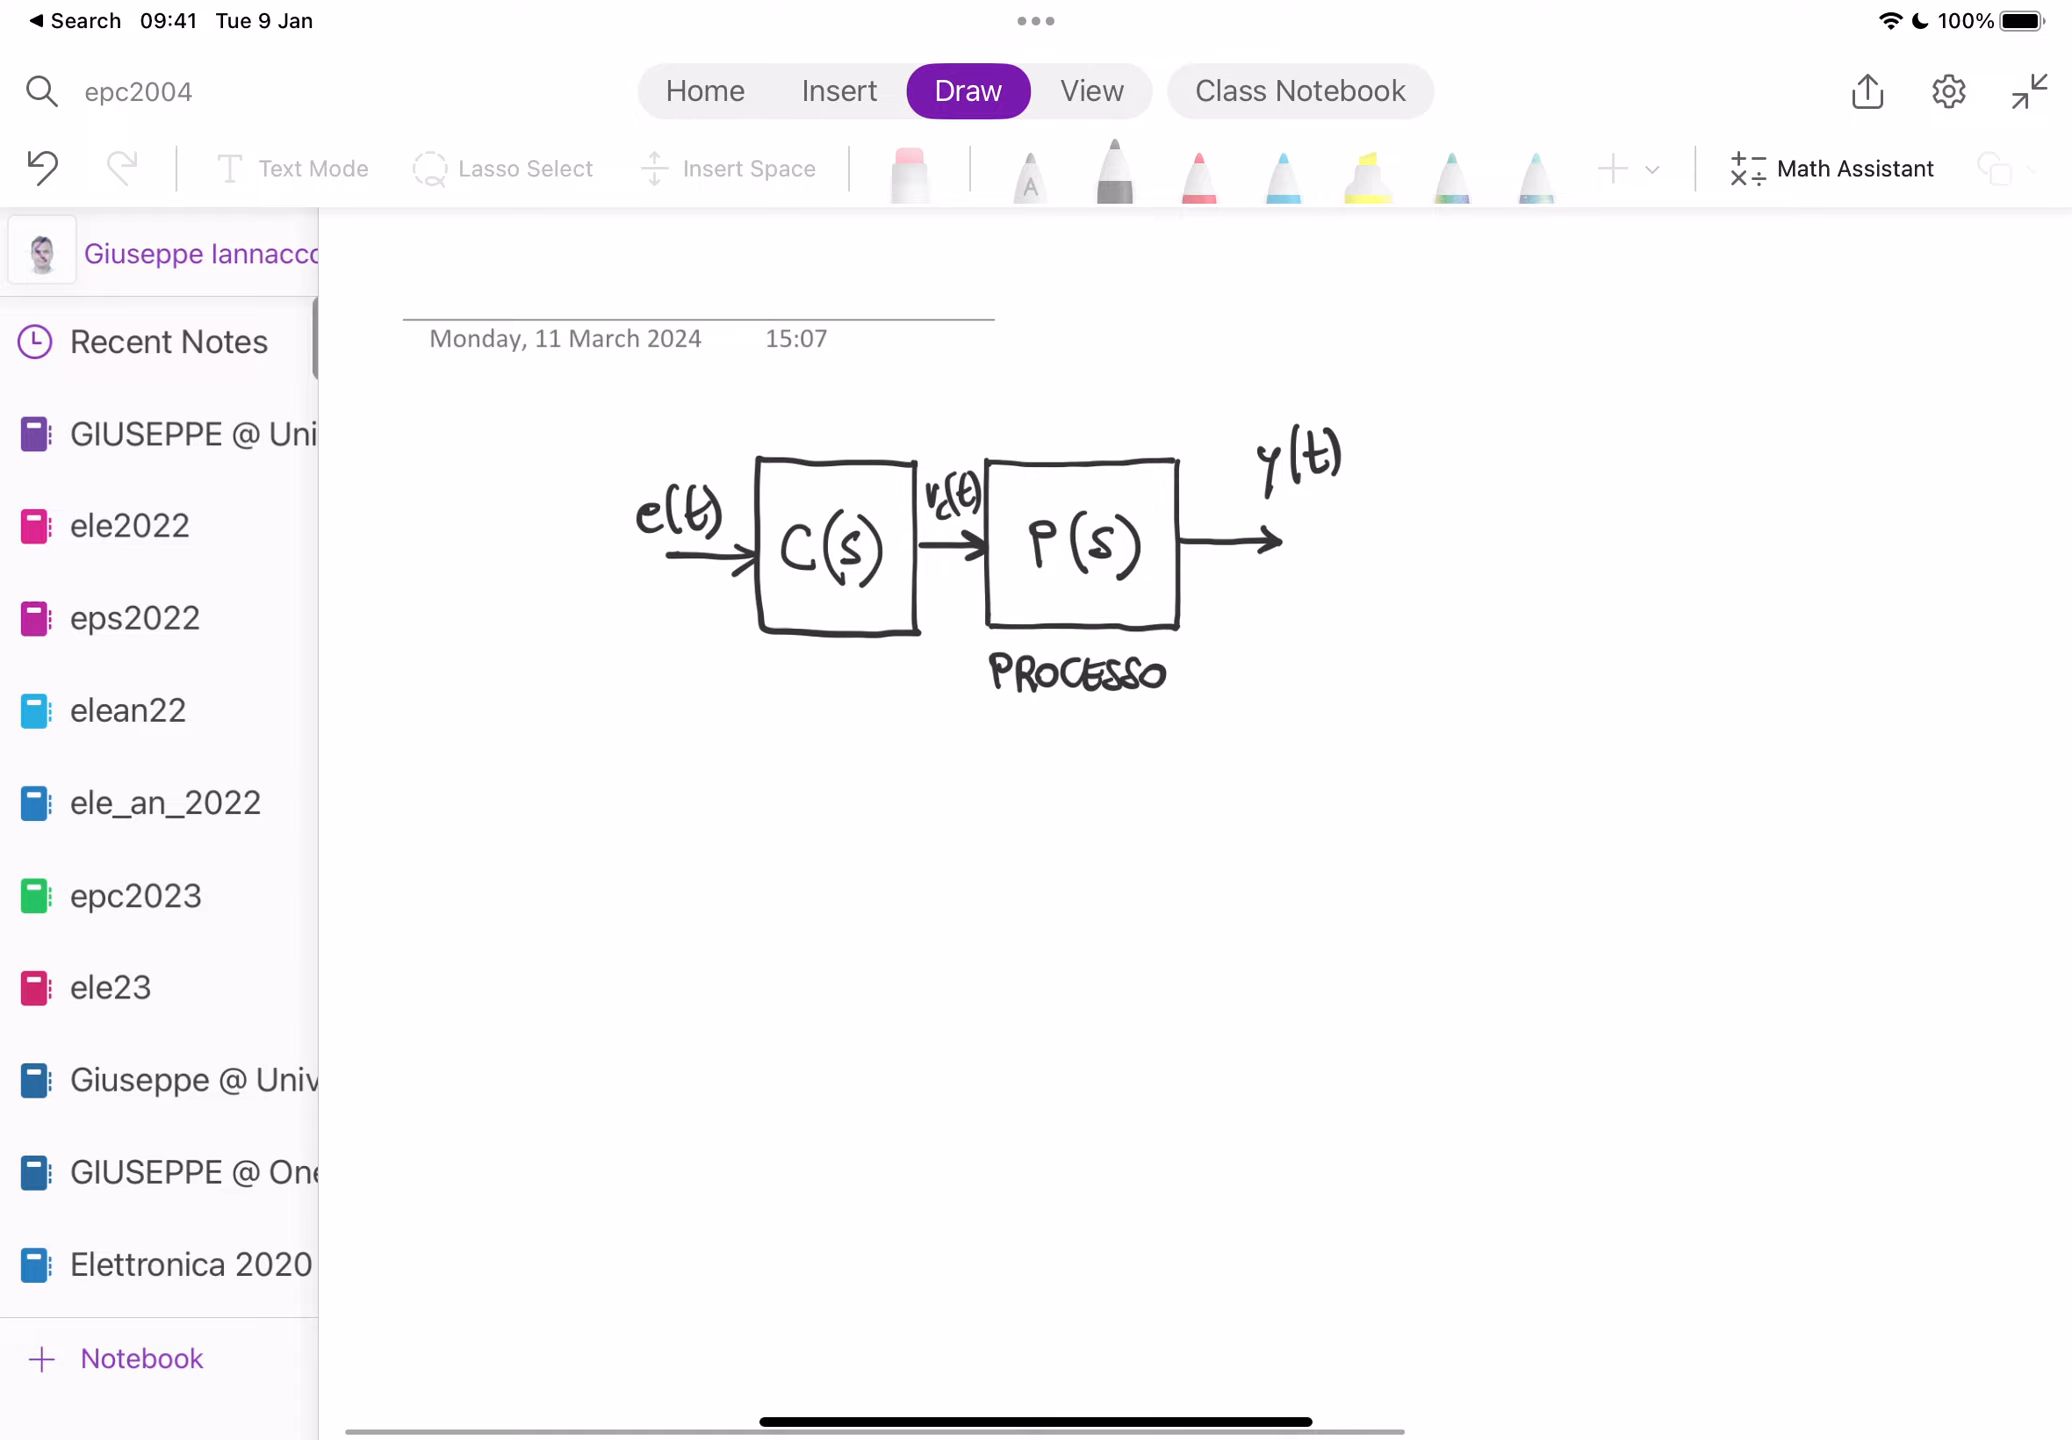 Search 09:41 Tue 9 Jan 100%
epc2004 Home Insert Draw View Class Notebook
Text Mode Lasso Select Insert Space A Math Assistant
Giuseppe Iannacco
Recent Notes
GIUSEPPE @ Uni
ele2022
eps2022
elean22
ele_an_2022
epc2023
ele23
Giuseppe @ Univ
GIUSEPPE @ One
Elettronica 2020
Notebook
Monday, 11 March 2024 15:07
y(t)
e(t) C(s) vc(t) P(s)
PROCESSO